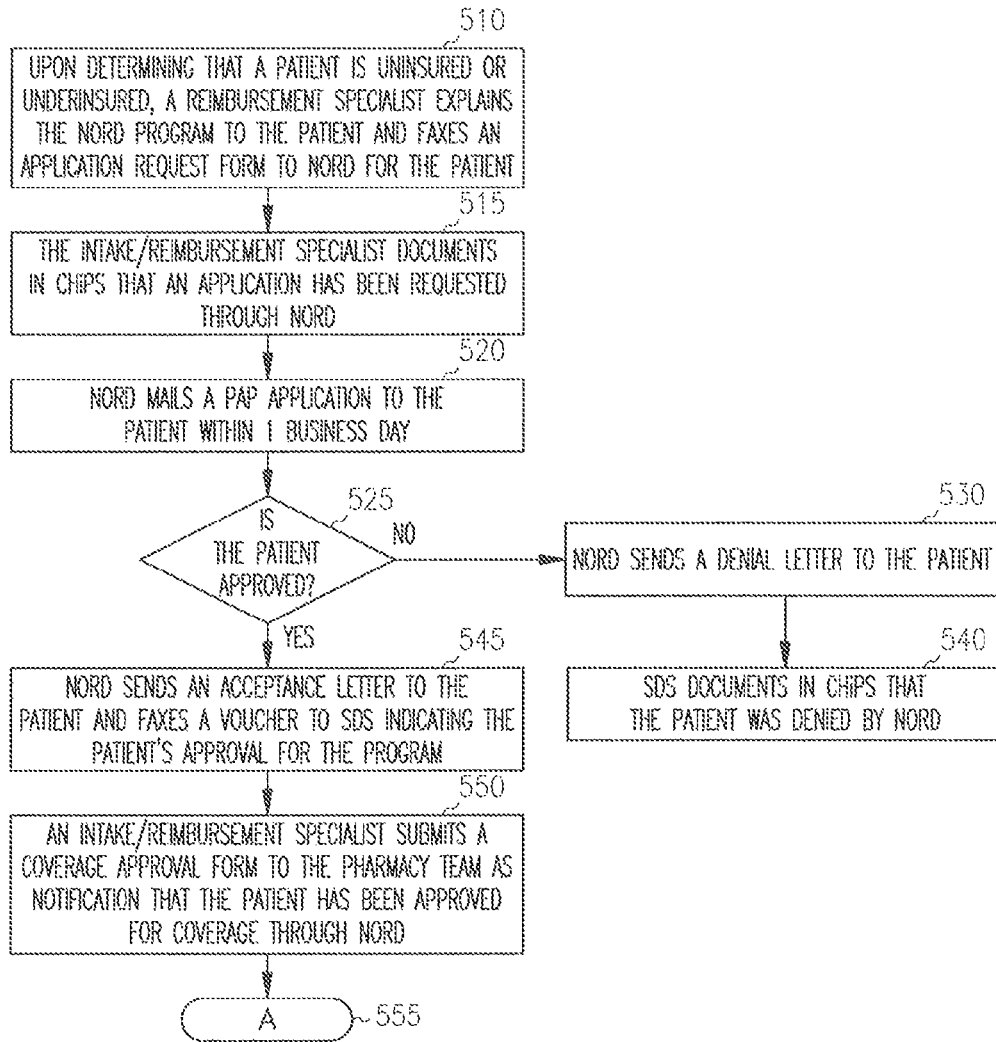 510
UPON DETERMINING THAT A PATIENT IS UNINSURED OR
UNDERINSURED, A REIMBURSEMENT SPECIALIST EXPLAINS
THE NORD PROGRAM TO THE PATIENT AND FAXES AN
APPLICATION REQUEST FORM TO NORD FOR THE PATIENT
515
THE INTAKE/REIMBURSEMENT SPECIALIST DOCUMENTS
IN CHIPS THAT AN APPLICATION HAS BEEN REQUESTED
THROUGH NORD
520
NORD MAILS A PAP APPLICATION TO THE
PATIENT WITHIN 1 BUSINESS DAY
525
IS
THE PATIENT
APPROVED?
NO
530
NORD SENDS A DENIAL LETTER TO THE PATIENT
YES
540
SDS DOCUMENTS IN CHIPS THAT
THE PATIENT WAS DENIED BY NORD
545
NORD SENDS AN ACCEPTANCE LETTER TO THE
PATIENT AND FAXES A VOUCHER TO SDS INDICATING THE
PATIENT'S APPROVAL FOR THE PROGRAM
550
AN INTAKE/REIMBURSEMENT SPECIALIST SUBMITS A
COVERAGE APPROVAL FORM TO THE PHARMACY TEAM AS
NOTIFICATION THAT THE PATIENT HAS BEEN APPROVED
FOR COVERAGE THROUGH NORD
A
555